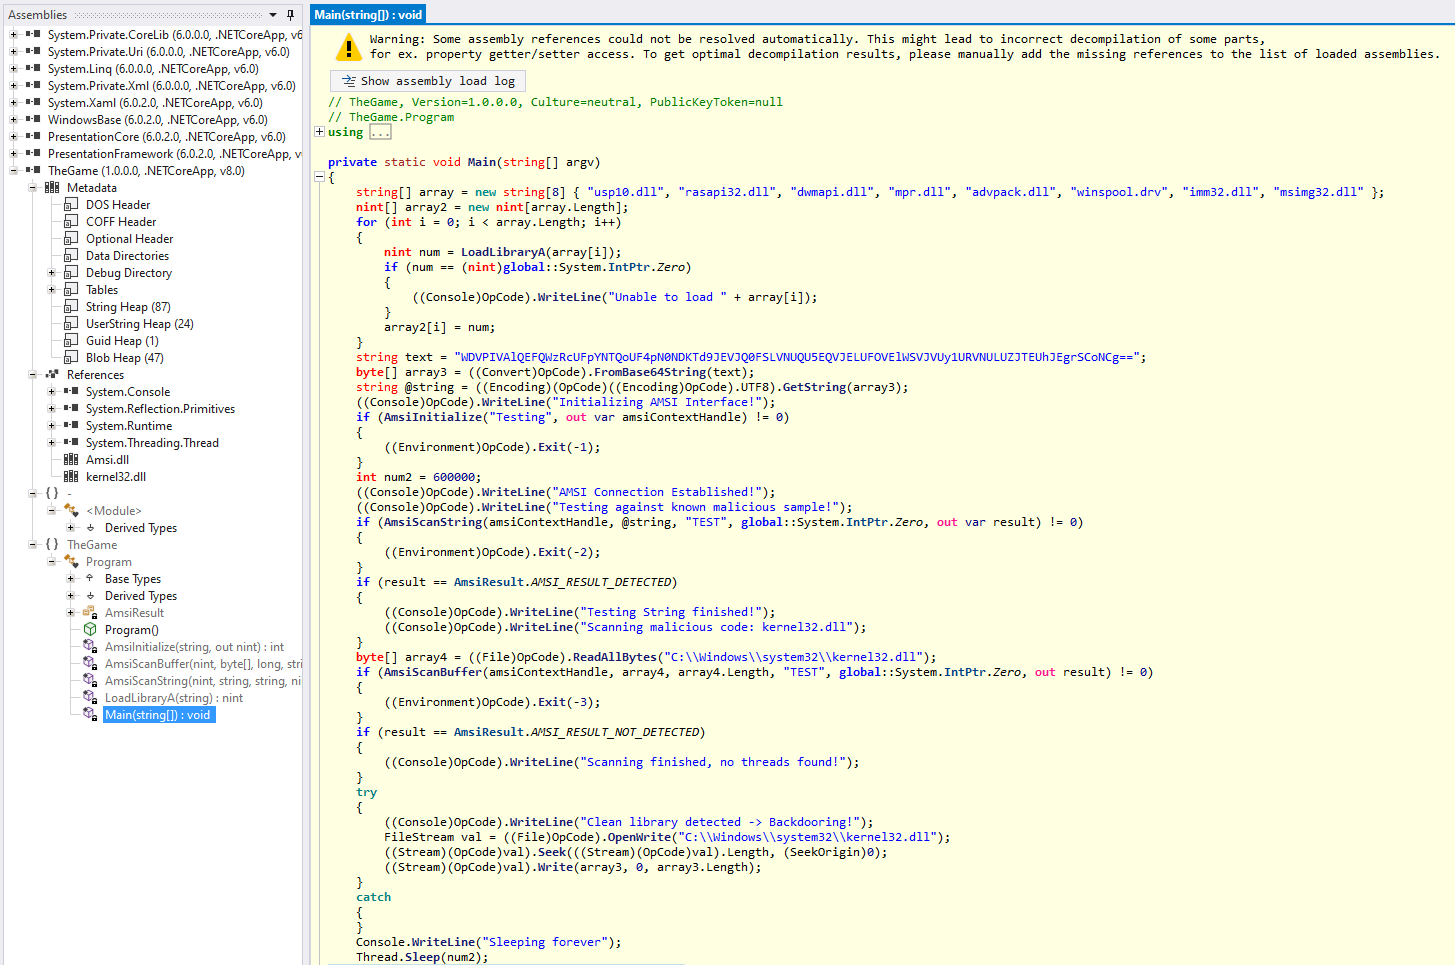 Assemblies
System.Private.CoreLib (6.0.0.0, .NETCoreApp, v6
System.Private.Uri (6.0.0.0, .NETCoreApp, v6.0)
System.Linq (6.0.0.0, .NETCoreApp, v6.0)
System.Private.Xml (6.0.0.0, .NETCoreApp, v6.0)
System.Xaml (6.0.2.0, .NETCoreApp, v6.0)
WindowsBase (6.0.2.0, .NETCoreApp, v6.0)
PresentationCore (6.0.2.0, .NETCoreApp, v6.0)
PresentationFramework (6.0.2.0, .NETCoreApp, v
TheGame (1.0.0.0, .NETCoreApp, v8.0)
Metadata
DOS Header
COFF Header
Optional Header
Data Directories
Debug Directory
Tables
String Heap (87)
UserString Heap (24)
Guid Heap (1)
Blob Heap (47)
References
System.Console
System.Reflection.Primitives
System.Runtime
System.Threading.Thread
Amsi.dll
kernel32.dll
{ } -
<Module>
Derived Types
{ } TheGame
Program
Base Types
Derived Types
AmsiResult
Program()
AmsiInitialize(string, out nint) : int
AmsiScanBuffer(nint, byte[], long, stri
AmsiScanString(nint, string, string, ni
LoadLibraryA(string) : nint
Main(string[]) : void
Main(string[]) : void
Warning: Some assembly references could not be resolved automatically. This might lead to incorrect decompilation of some parts,
for ex. property getter/setter access. To get optimal decompilation results, please manually add the missing references to the list of loaded assemblies.
Show assembly load log
// TheGame, Version=1.0.0.0, Culture=neutral, PublicKeyToken=null
// TheGame.Program
using ...
private static void Main(string[] argv)
{
string[] array = new string[8] { "usp10.dll", "rasapi32.dll", "dwmapi.dll", "mpr.dll", "advpack.dll", "winspool.drv", "imm32.dll", "msimg32.dll" };
nint[] array2 = new nint[array.Length];
for (int i = 0; i < array.Length; i++)
{
nint num = LoadLibraryA(array[i]);
if (num == (nint)global::System.IntPtr.Zero)
{
((Console)OpCode).WriteLine("Unable to load " + array[i]);
}
array2[i] = num;
}
string text = "WDVPIVAlQEFQWzRcUFpYNTQoUF4pN0NDKTd9JEVJQ0FSLVNUQU5EQVJELUFOVElWSVJVUy1URVNULUZJTEUhJEgrSCoNCg==";
byte[] array3 = ((Convert)OpCode).FromBase64String(text);
string @string = ((Encoding)(OpCode)((Encoding)OpCode).UTF8).GetString(array3);
((Console)OpCode).WriteLine("Initializing AMSI Interface!");
if (AmsiInitialize("Testing", out var amsiContextHandle) != 0)
{
((Environment)OpCode).Exit(-1);
}
int num2 = 600000;
((Console)OpCode).WriteLine("AMSI Connection Established!");
((Console)OpCode).WriteLine("Testing against known malicious sample!");
if (AmsiScanString(amsiContextHandle, @string, "TEST", global::System.IntPtr.Zero, out var result) != 0)
{
((Environment)OpCode).Exit(-2);
}
if (result == AmsiResult.AMSI_RESULT_DETECTED)
{
((Console)OpCode).WriteLine("Testing String finished!");
((Console)OpCode).WriteLine("Scanning malicious code: kernel32.dll");
}
byte[] array4 = ((File)OpCode).ReadAllBytes("C:\\Windows\\system32\\kernel32.dll");
if (AmsiScanBuffer(amsiContextHandle, array4, array4.Length, "TEST", global::System.IntPtr.Zero, out result) != 0)
{
((Environment)OpCode).Exit(-3);
}
if (result == AmsiResult.AMSI_RESULT_NOT_DETECTED)
{
((Console)OpCode).WriteLine("Scanning finished, no threads found!");
}
try
{
((Console)OpCode).WriteLine("Clean library detected -> Backdooring!");
FileStream val = ((File)OpCode).OpenWrite("C:\\Windows\\system32\\kernel32.dll");
((Stream)(OpCode)val).Seek(((Stream)(OpCode)val).Length, (SeekOrigin)0);
((Stream)(OpCode)val).Write(array3, 0, array3.Length);
}
catch
{
}
Console.WriteLine("Sleeping forever");
Thread.Sleep(num2);